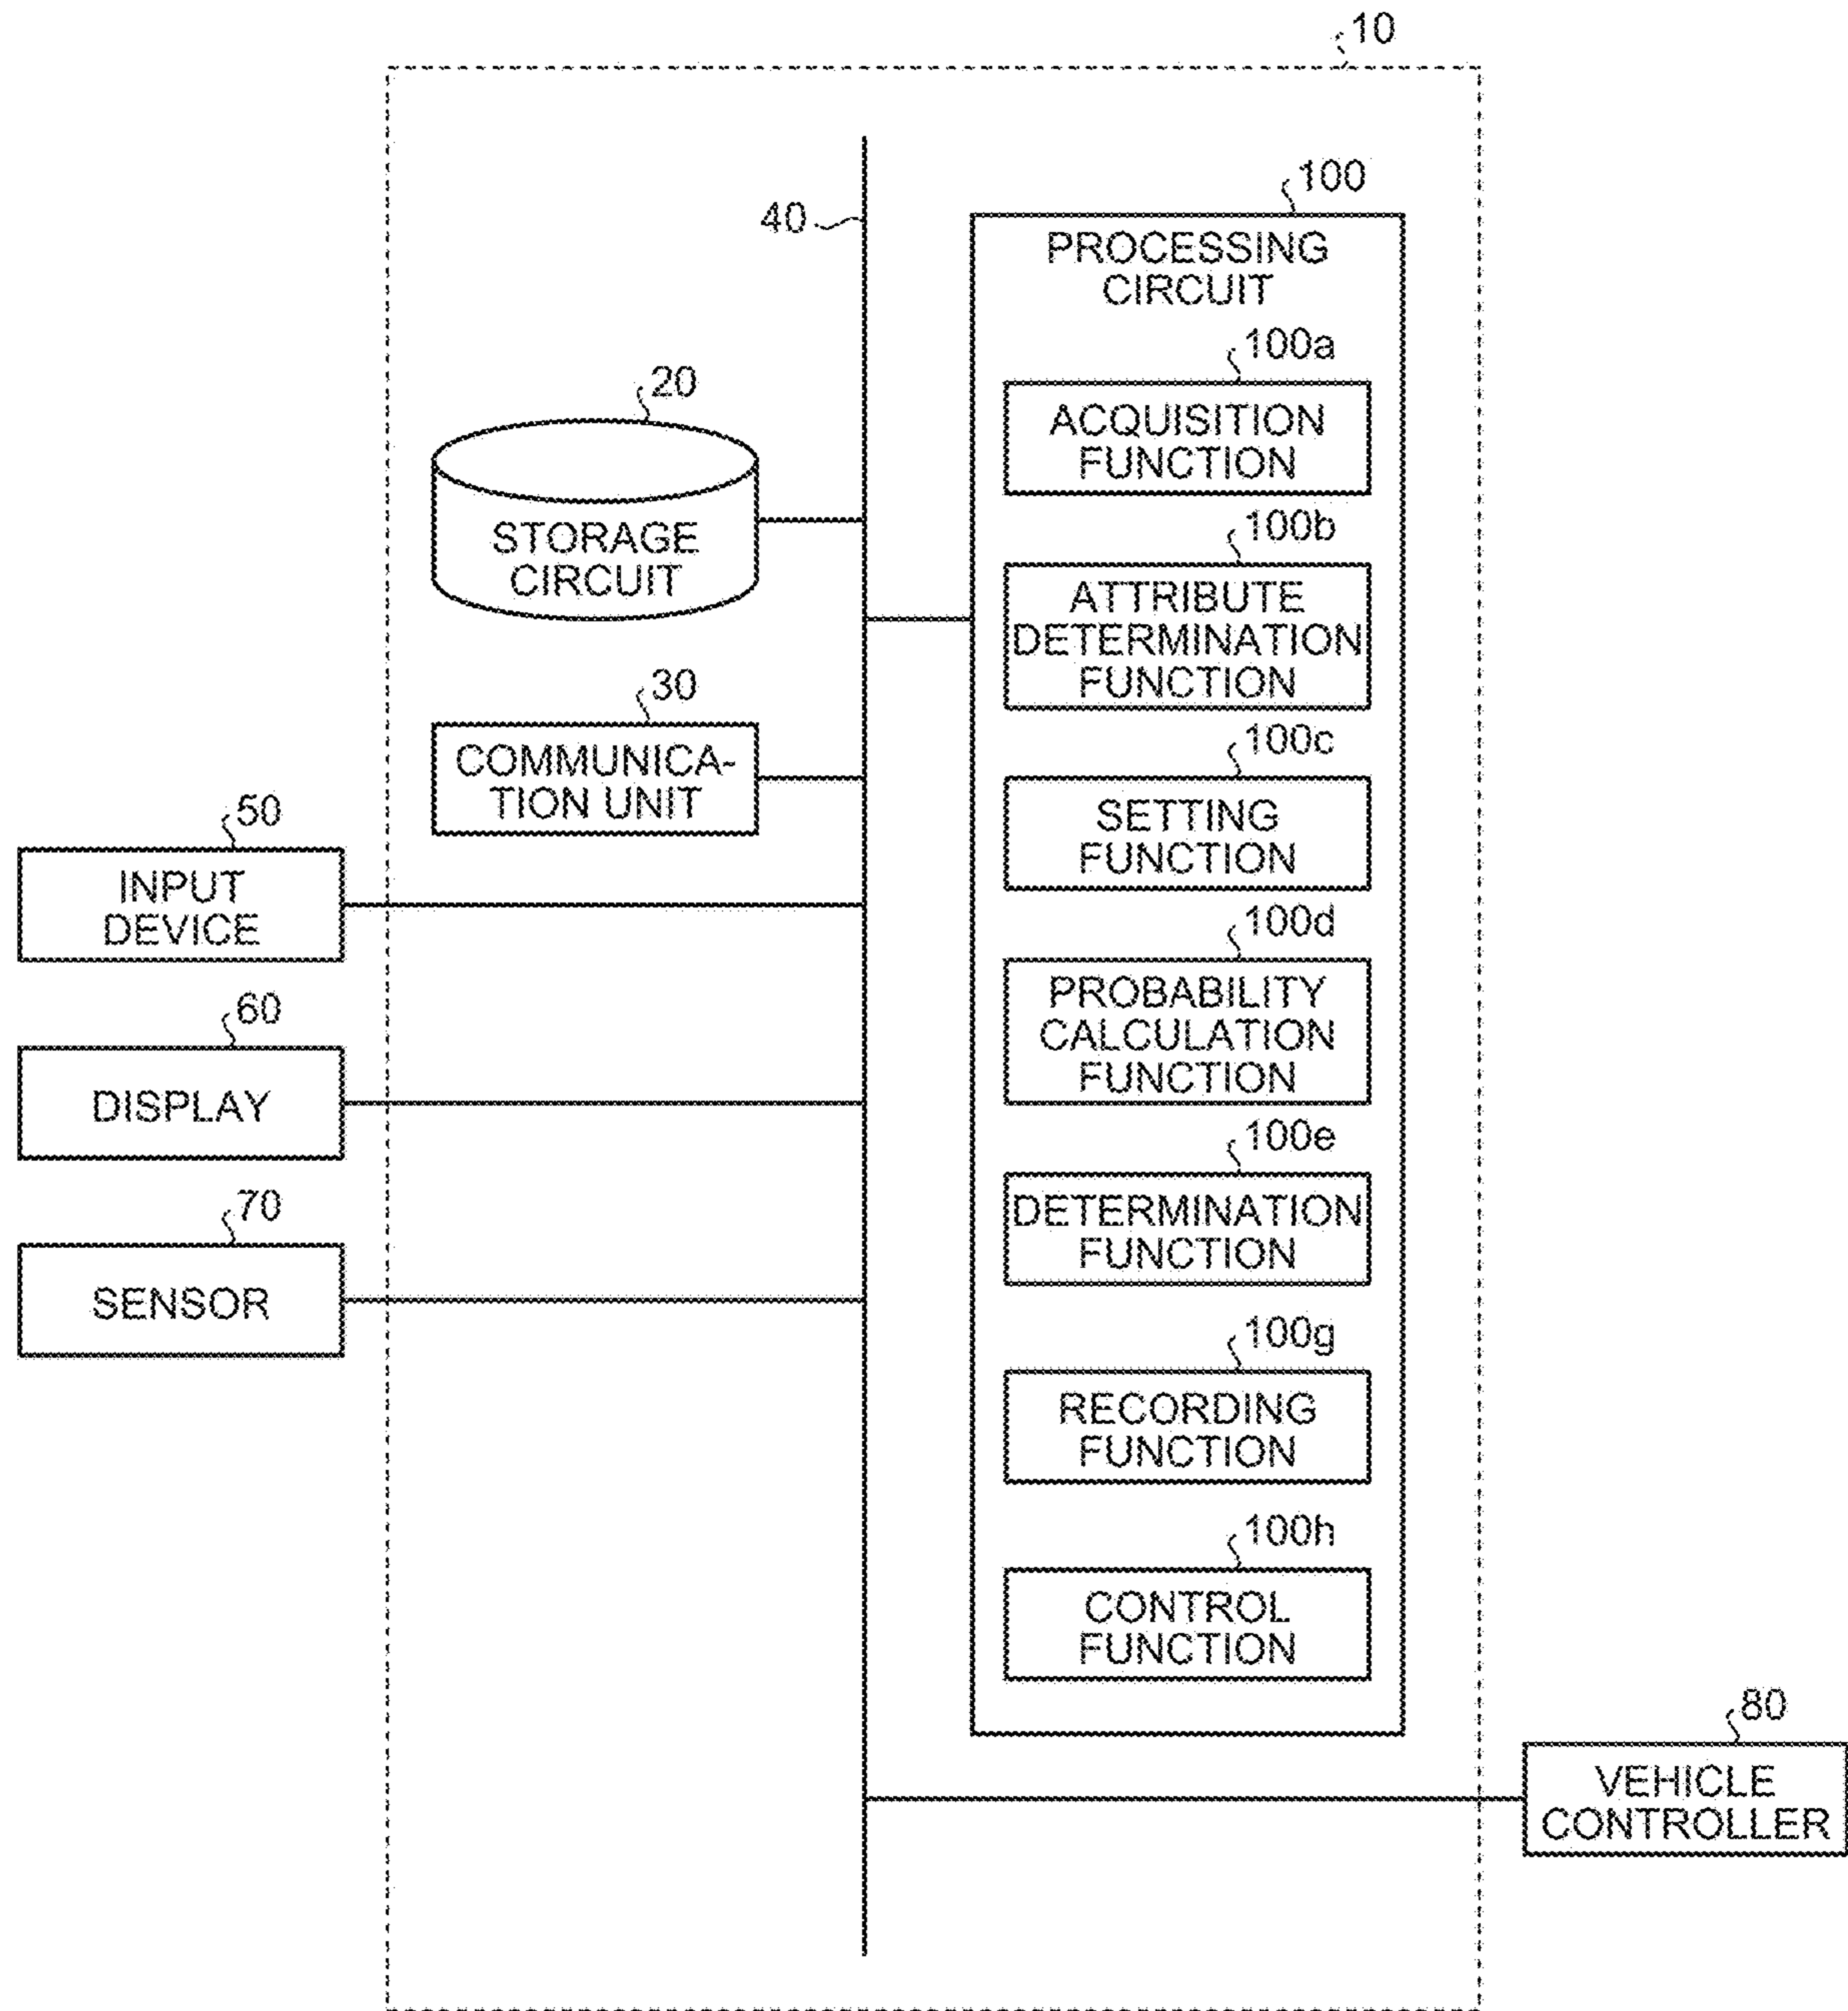 10
40
100
PROCESSING
CIRCUIT
100a
ACQUISITION
FUNCTION
20
STORAGE
CIRCUIT
100b
ATTRIBUTE
DETERMINATION
FUNCTION
30
COMMUNICA-
TION UNIT
100c
SETTING
FUNCTION
50
INPUT
DEVICE
100d
PROBABILITY
CALCULATION
FUNCTION
60
DISPLAY
100e
DETERMINATION
FUNCTION
70
SENSOR
100g
RECORDING
FUNCTION
100h
CONTROL
FUNCTION
80
VEHICLE
CONTROLLER